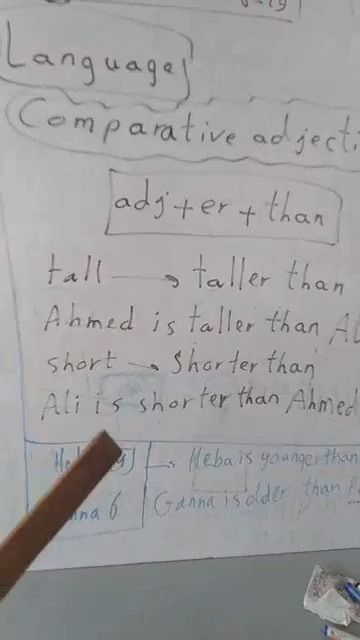 Language
Comparative adject
adj + er + than
tall → taller than
Ahmed is taller than Al
short → shorter than
Ali is shorter than Ahmed
Heba is younger than
6 Ganna is older than